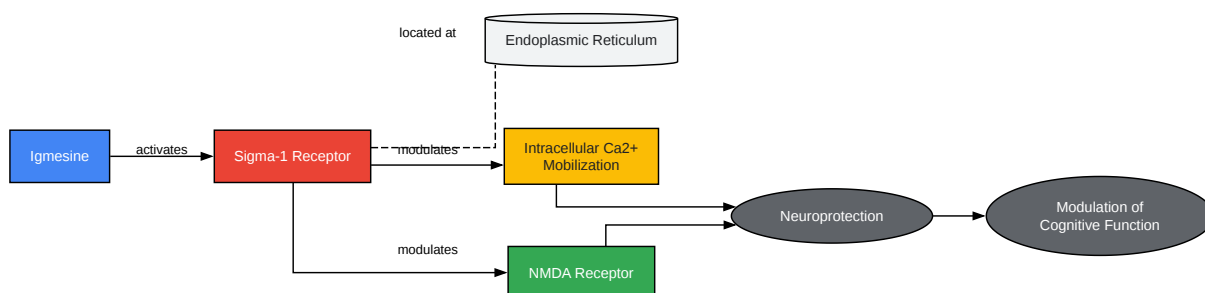 located at
Endoplasmic Reticulum
Igmesine
activates
Sigma-1 Receptor
modulates
Intracellular Ca2+
Mobilization
Neuroprotection
Modulation of
Cognitive Function
modulates
NMDA Receptor